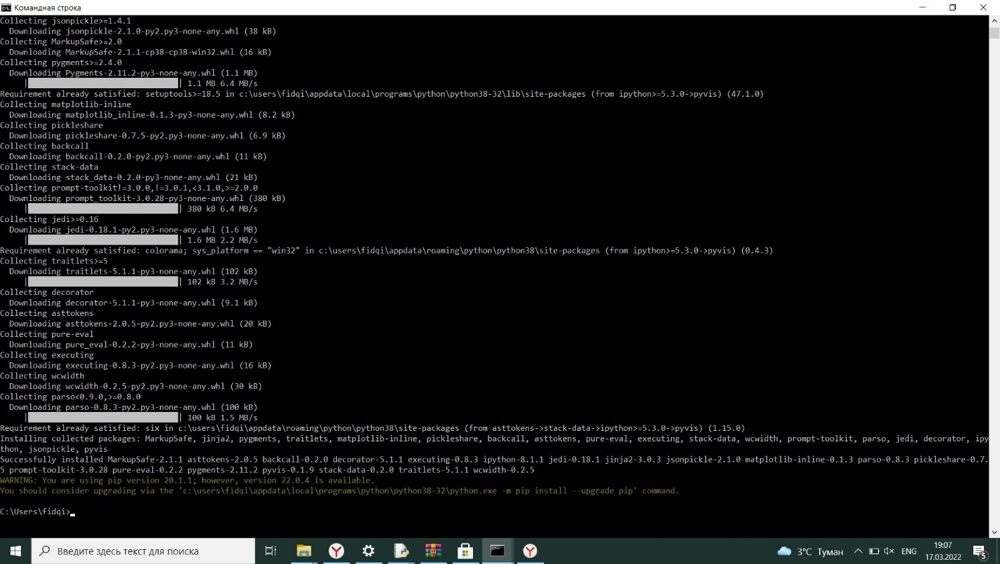 Командная строка
Collecting jsonpickle>=1.4.1
Downloading jsonpickle-2.1.0-py2.py3-none-any.whl (38 kB)
Collecting MarkupSafe>=2.0
Downloading MarkupSafe-2.1.1-cp38-cp38-win32.whl (16 kB)
Collecting pygments>=2.4.0
Downloading Pygments-2.11.2-py3-none-any.whl (1.1 MB)
| | 1.1 MB 6.4 MB/s
Requirement already satisfied: setuptools>=18.5 in c:\users\fidqi\appdata\local\programs\python\python38-32\lib\site-packages (from ipython>=5.3.0->pyvis) (47.1.0)
Collecting matplotlib-inline
Downloading matplotlib_inline-0.1.3-py3-none-any.whl (8.2 kB)
Collecting pickleshare
Downloading pickleshare-0.7.5-py2.py3-none-any.whl (6.9 kB)
Collecting backcall
Downloading backcall-0.2.0-py2.py3-none-any.whl (11 kB)
Collecting stack-data
Downloading stack_data-0.2.0-py3-none-any.whl (21 kB)
Collecting prompt-toolkit!=3.0.0,!=3.0.1,<3.1.0,>=2.0.0
Downloading prompt_toolkit-3.0.28-py3-none-any.whl (380 kB)
| | 380 kB 6.4 MB/s
Collecting jedi>=0.16
Downloading jedi-0.18.1-py2.py3-none-any.whl (1.6 MB)
| | 1.6 MB 2.2 MB/s
Requirement already satisfied: colorama; sys_platform == "win32" in c:\users\fidqi\appdata\roaming\python\python38\site-packages (from ipython>=5.3.0->pyvis) (0.4.3)
Collecting traitlets>=5
Downloading traitlets-5.1.1-py3-none-any.whl (102 kB)
| | 102 kB 3.2 MB/s
Collecting decorator
Downloading decorator-5.1.1-py3-none-any.whl (9.1 kB)
Collecting asttokens
Downloading asttokens-2.0.5-py2.py3-none-any.whl (20 kB)
Collecting pure-eval
Downloading pure_eval-0.2.2-py3-none-any.whl (11 kB)
Collecting executing
Downloading executing-0.8.3-py2.py3-none-any.whl (16 kB)
Collecting wcwidth
Downloading wcwidth-0.2.5-py2.py3-none-any.whl (30 kB)
Collecting parso<0.9.0,>=0.8.0
Downloading parso-0.8.3-py2.py3-none-any.whl (100 kB)
| | 100 kB 1.5 MB/s
Requirement already satisfied: six in c:\users\fidqi\appdata\roaming\python\python38\site-packages (from asttokens->stack-data->ipython>=5.3.0->pyvis) (1.15.0)
Installing collected packages: MarkupSafe, jinja2, pygments, traitlets, matplotlib-inline, pickleshare, backcall, asttokens, pure-eval, executing, stack-data, wcwidth, prompt-toolkit, parso, jedi, decorator, ipy
thon, jsonpickle, pyvis
Successfully installed MarkupSafe-2.1.1 asttokens-2.0.5 backcall-0.2.0 decorator-5.1.1 executing-0.8.3 ipython-8.1.1 jedi-0.18.1 jinja2-3.0.3 jsonpickle-2.1.0 matplotlib-inline-0.1.3 parso-0.8.3 pickleshare-0.7.
5 prompt-toolkit-3.0.28 pure-eval-0.2.2 pygments-2.11.2 pyvis-0.1.9 stack-data-0.2.0 traitlets-5.1.1 wcwidth-0.2.5
WARNING: You are using pip version 20.1.1; however, version 22.0.4 is available.
You should consider upgrading via the 'c:\users\fidqi\appdata\local\programs\python\python38-32\python.exe -m pip install --upgrade pip' command.
C:\Users\fidqi>
Введите здесь текст для поиска
3°C Туман
ENG
19:07
17.03.2022
5